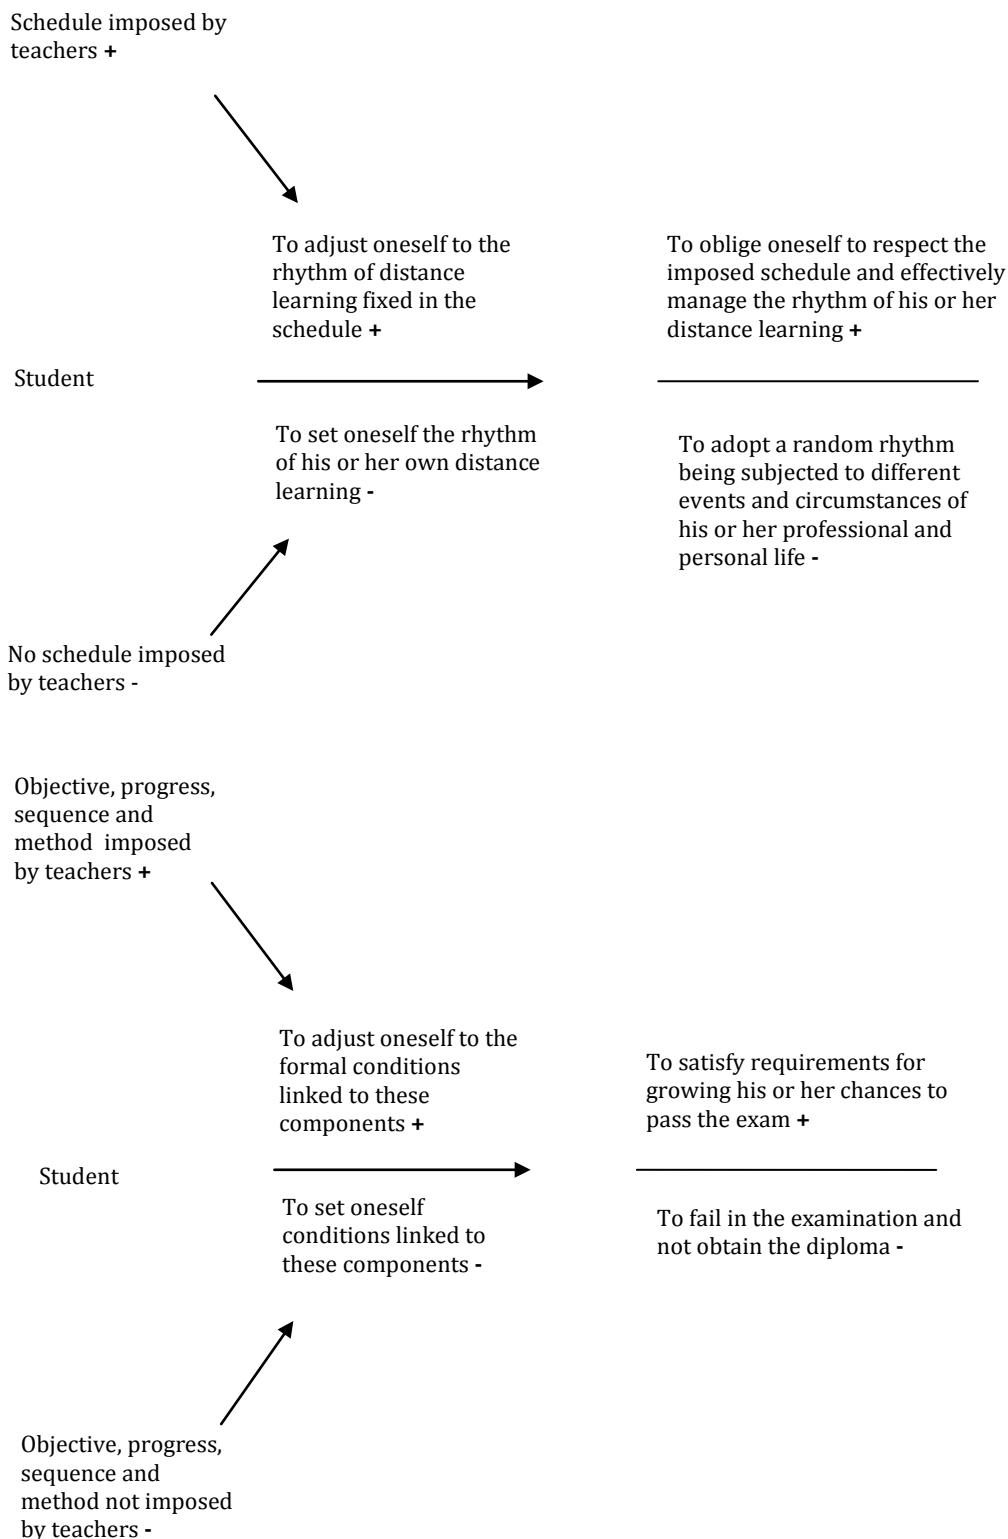 Schedule imposed by
teachers +
To adjust oneself to the
rhythm of distance
learning fixed in the
schedule +
To oblige oneself to respect the
imposed schedule and effectively
manage the rhythm of his or her
distance learning +
Student
To set oneself the rhythm
of his or her own distance
learning -
To adopt a random rhythm
being subjected to different
events and circumstances of
his or her professional and
personal life -
No schedule imposed
by teachers -
Objective, progress,
sequence and
method imposed
by teachers +
To adjust oneself to the
formal conditions
linked to these
components +
To satisfy requirements for
growing his or her chances to
pass the exam +
Student
To set oneself
conditions linked to
these components -
To fail in the examination and
not obtain the diploma -
Objective, progress,
sequence and
method not imposed
by teachers -